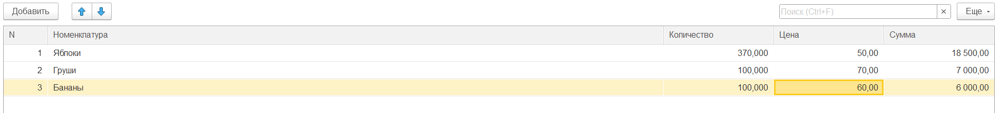 Добавить Поиск (Ctrl+F) × Еще
N Номенклатура Количество Цена Сумма
1 Яблоки 370,000 50,00 18 500,00
2 Груши 100,000 70,00 7 000,00
3 Бананы 100,000 60,00 6 000,00